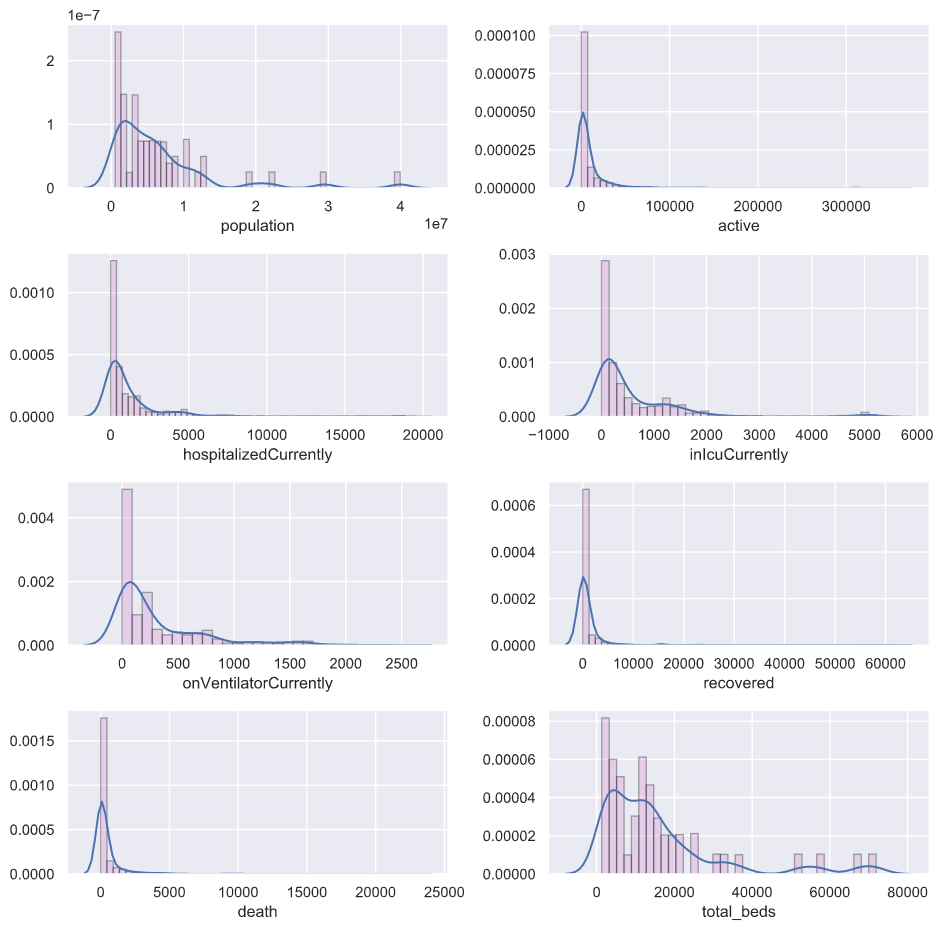 1e−7
2
1
0
0 1 2 3 4
1e7
population
0.000100
0.000075
0.000050
0.000025
0.000000
0 100000 200000 300000
active
0.0010
0.0005
0.0000
0 5000 10000 15000 20000
hospitalizedCurrently
0.003
0.002
0.001
0.000
−1000 0 1000 2000 3000 4000 5000 6000
inIcuCurrently
0.004
0.002
0.000
0 500 1000 1500 2000 2500
onVentilatorCurrently
0.0006
0.0004
0.0002
0.0000
0 10000 20000 30000 40000 50000 60000
recovered
0.0015
0.0010
0.0005
0.0000
0 5000 10000 15000 20000 25000
death
0.00008
0.00006
0.00004
0.00002
0.00000
0 20000 40000 60000 80000
total_beds